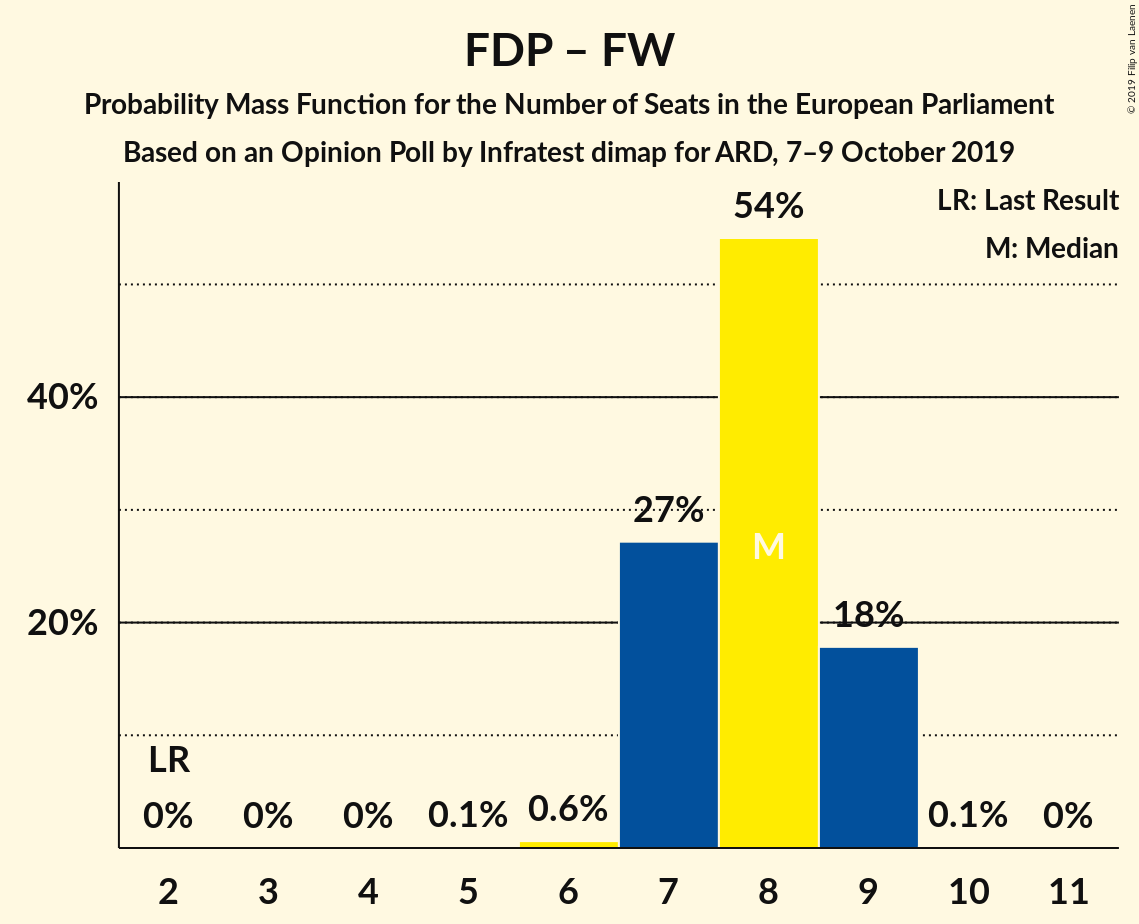 FDP – FW
Probability Mass Function for the Number of Seats in the European Parliament
Based on an Opinion Poll by Infratest dimap for ARD, 7–9 October 2019
© 2019 Filip van Laenen
LR: Last Result
M: Median
54%
40%
27%
M
20%
18%
LR
0% 0% 0% 0.1% 0.6% 0.1% 0%
2 3 4 5 6 7 8 9 10 11